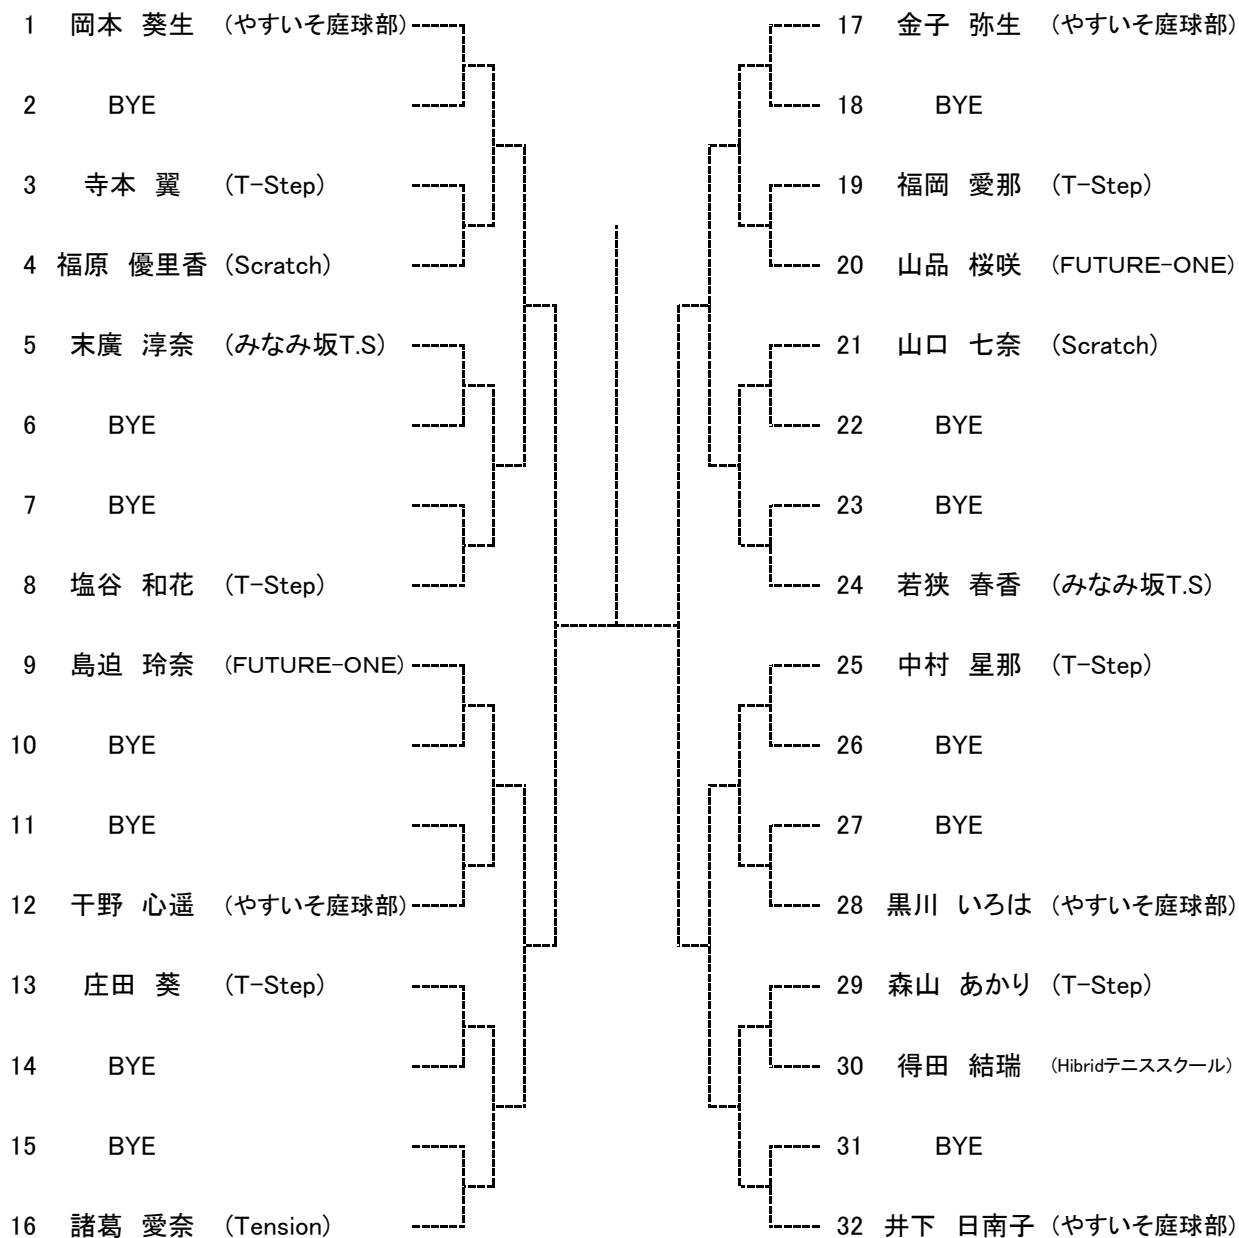 1 岡本 葵生 (やすいそ庭球部)
2 BYE
3 寺本 翼 (T-Step)
4 福原 優里香 (Scratch)
5 末廣 淳奈 (みなみ坂T.S)
6 BYE
7 BYE
8 塩谷 和花 (T-Step)
9 島迫 玲奈 (FUTURE-ONE)
10 BYE
11 BYE
12 干野 心遥 (やすいそ庭球部)
13 庄田 葵 (T-Step)
14 BYE
15 BYE
16 諸葛 愛奈 (Tension)
17 金子 弥生 (やすいそ庭球部)
18 BYE
19 福岡 愛那 (T-Step)
20 山品 桜咲 (FUTURE-ONE)
21 山口 七奈 (Scratch)
22 BYE
23 BYE
24 若狭 春香 (みなみ坂T.S)
25 中村 星那 (T-Step)
26 BYE
27 BYE
28 黒川 いろは (やすいそ庭球部)
29 森山 あかり (T-Step)
30 得田 結瑞 (Hibridテニススクール)
31 BYE
32 井下 日南子 (やすいそ庭球部)